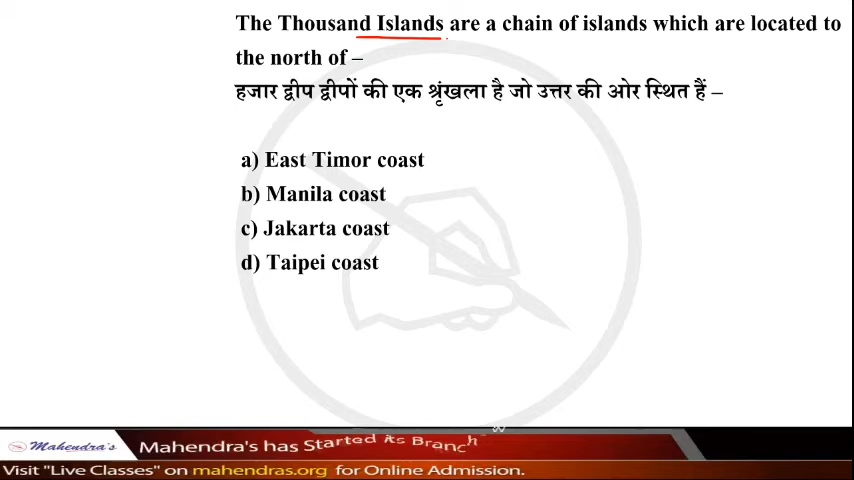 The Thousand Islands are a chain of islands which are located to
the north of –
हजार द्वीप द्वीपों की एक श्रृंखला है जो उत्तर की ओर स्थित हैं –
a) East Timor coast
b) Manila coast
c) Jakarta coast
d) Taipei coast
Mahendra's Mahendra's has Started its Branch
Visit "Live Classes" on mahendras.org for Online Admission.